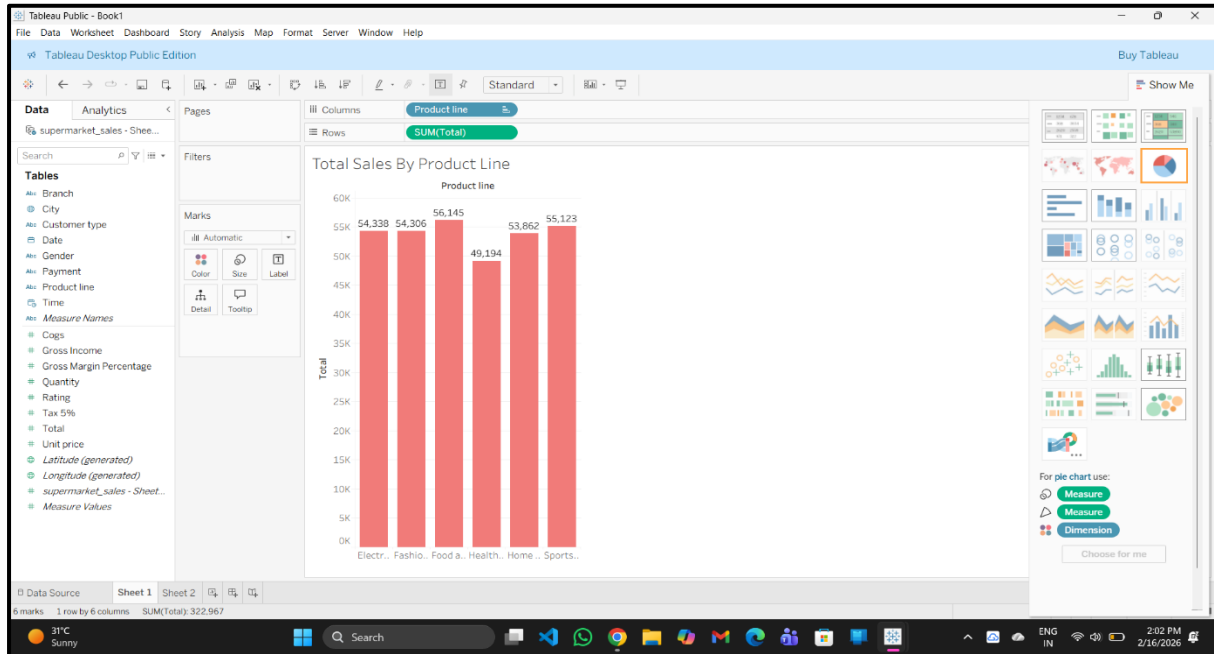 Tableau Public - Book1
File Data Worksheet Dashboard Story Analysis Map Format Server Window Help
Tableau Desktop Public Edition
Buy Tableau
Standard
Show Me
Data Analytics
supermarket_sales - Shee...
Search
Tables
Abc Branch
City
Abc Customer type
Date
Abc Gender
Abc Payment
Abc Product line
Time
Abc Measure Names
# Cogs
# Gross Income
# Gross Margin Percentage
# Quantity
# Rating
# Tax 5%
# Total
# Unit price
Latitude (generated)
Longitude (generated)
# supermarket_sales - Sheet...
# Measure Values
Pages
Filters
Marks
Automatic
Color Size Label
Detail Tooltip
Columns Product line
Rows SUM(Total)
Total Sales By Product Line
Product line
60K
55K
50K
45K
40K
35K
30K
25K
20K
15K
10K
5K
0K
Total
54,338 54,306 56,145 49,194 53,862 55,123
Electr.. Fashio.. Food a.. Health.. Home .. Sports..
For pie chart use:
Measure
Measure
Dimension
Choose for me
Data Source Sheet 1 Sheet 2
6 marks 1 row by 6 columns SUM(Total): 322,967
31°C
Sunny
Search
ENG
IN
2:02 PM
2/16/2026